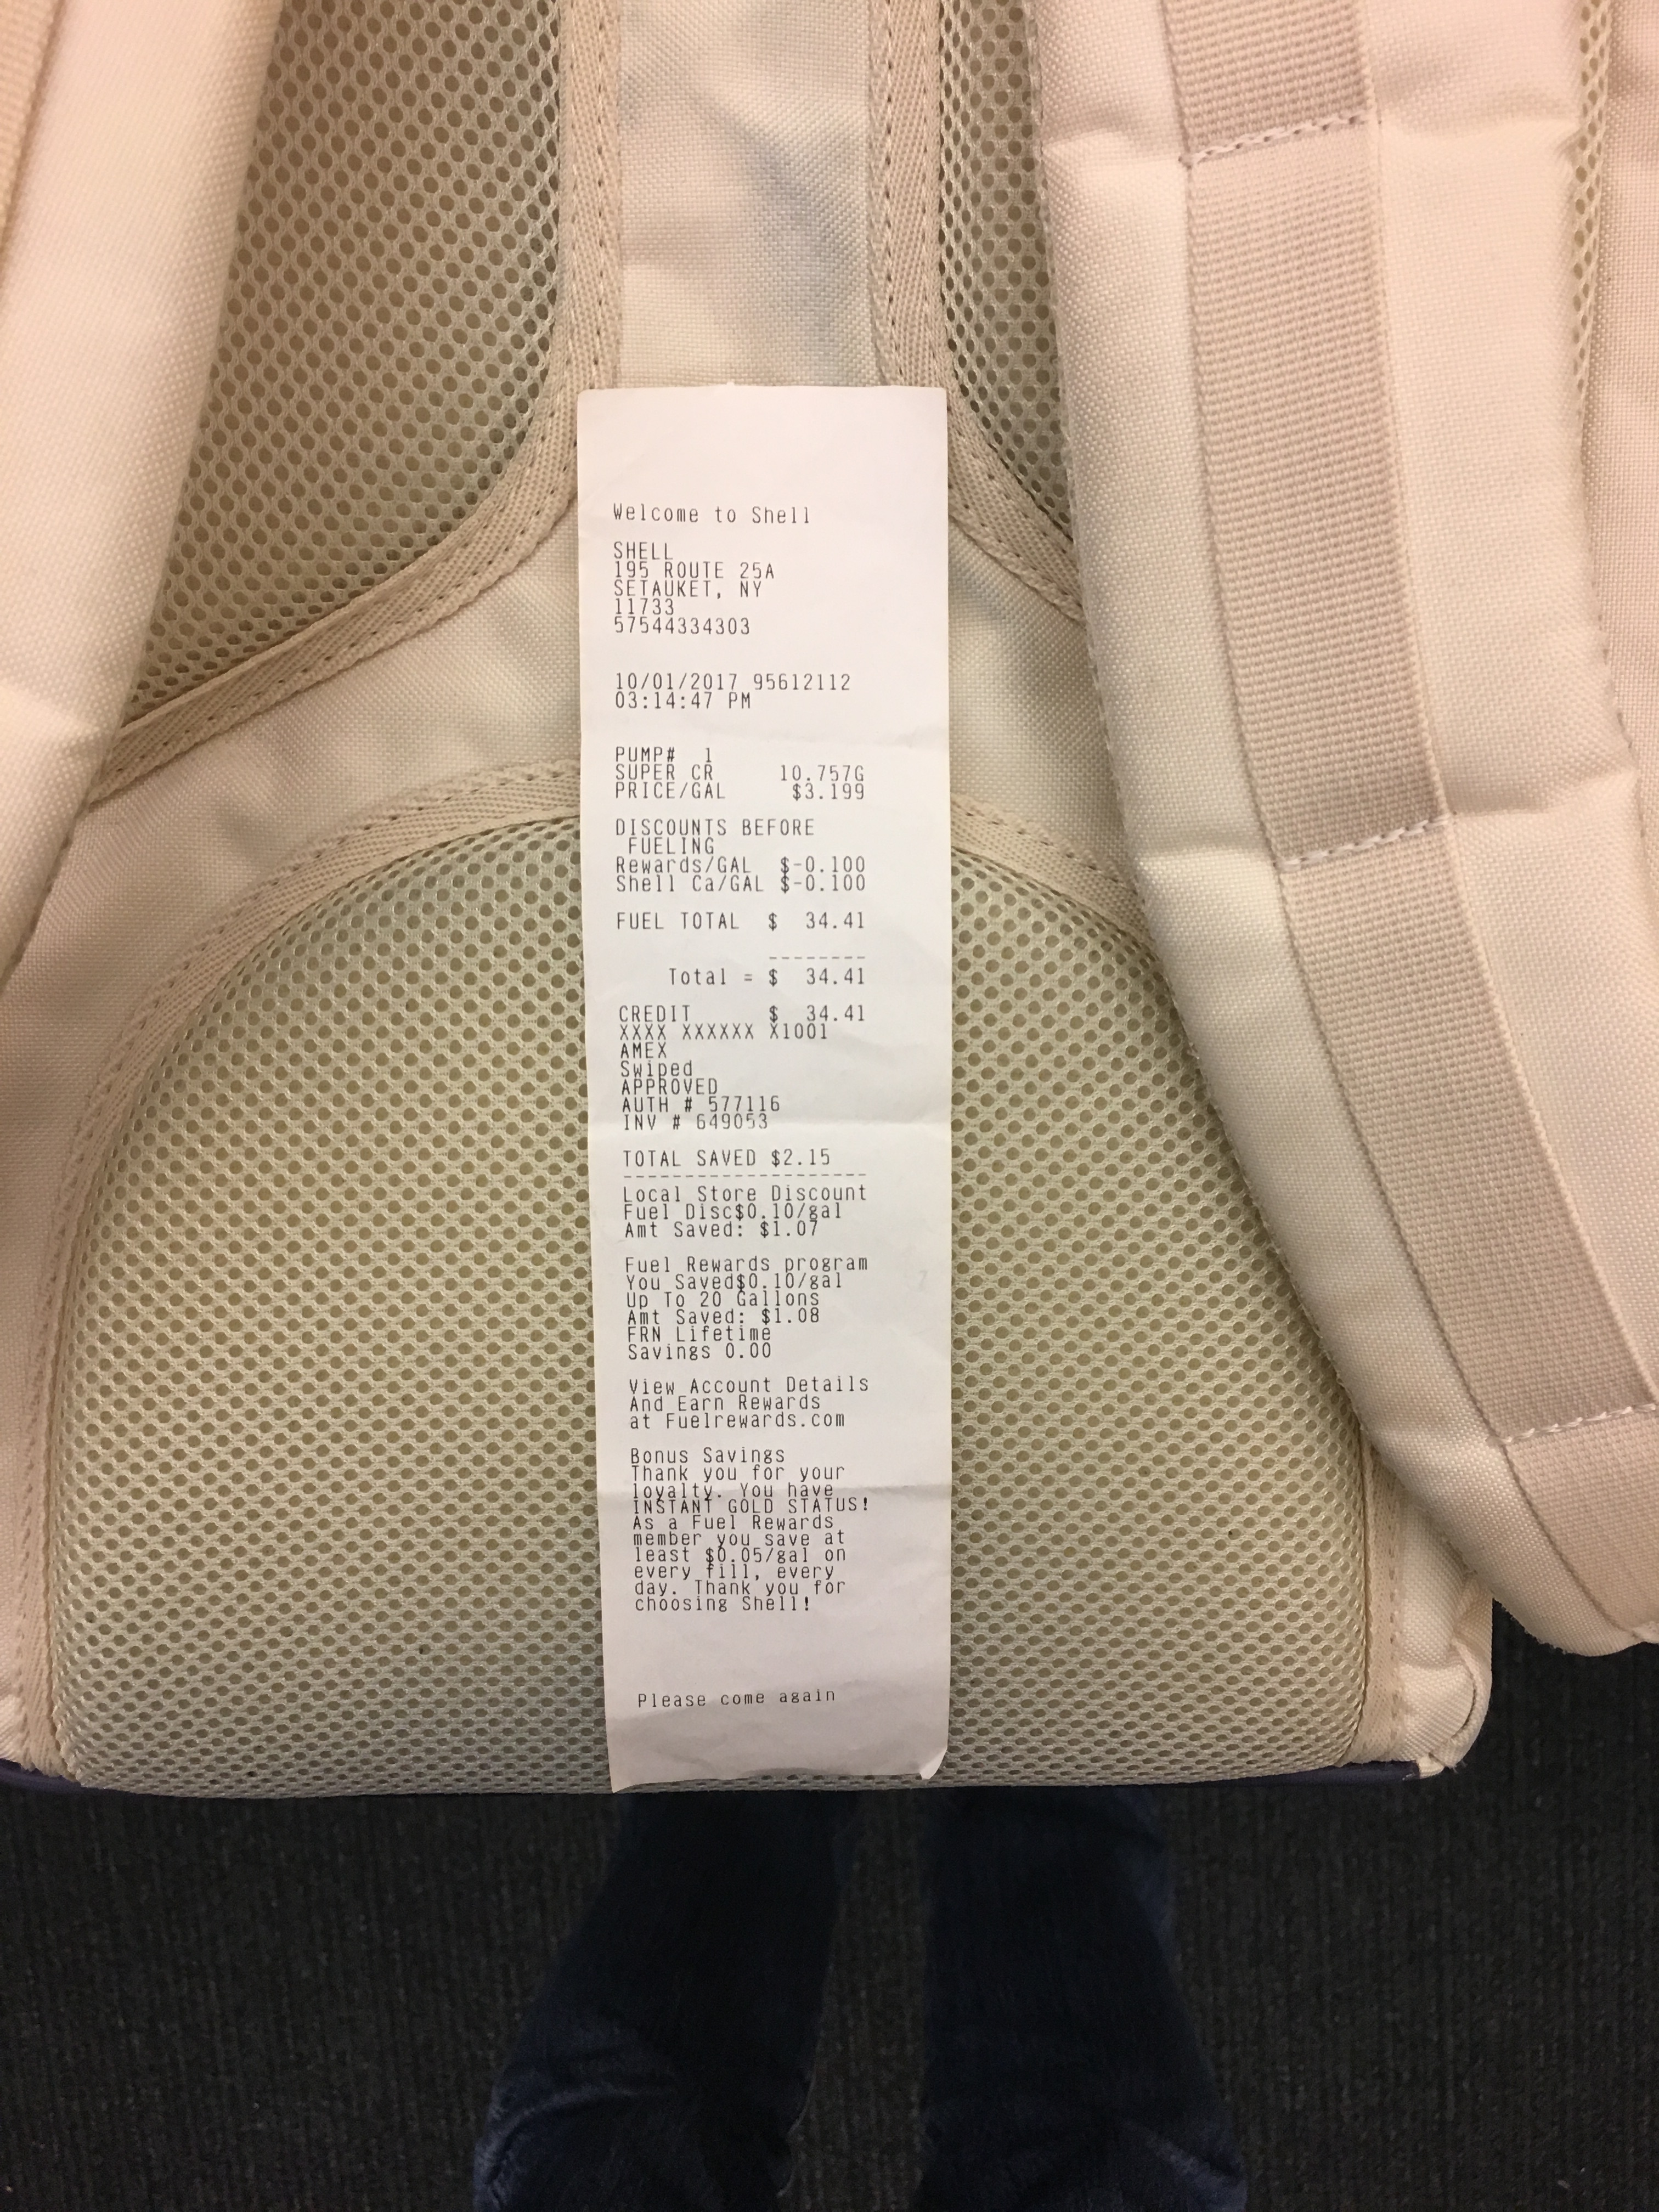 Welcome to Shell
SHELL
195 ROUTE 25A
SETAUKET, NY
11733
57544334303
10/01/2017 95612112
03:14:47 PM
PUMP# 1
SUPER CR 10.757G
PRICE/GAL $3.199
DISCOUNTS BEFORE
FUELING
Rewards/GAL $-0.100
Shell Ca/GAL $-0.100
FUEL TOTAL $ 34.41
--------
Total = $ 34.41
CREDIT $ 34.41
XXXX XXXXXX X1001
AMEX
Swiped
APPROVED
AUTH # 577116
INV # 649053
TOTAL SAVED $2.15
--------------------
Local Store Discount
Fuel Disc$0.10/gal
Amt Saved: $1.07
Fuel Rewards program
You Saved$0.10/gal
Up To 20 Gallons
Amt Saved: $1.08
FRN Lifetime
Savings 0.00
View Account Details
And Earn Rewards
at Fuelrewards.com
Bonus Savings
Thank you for your
loyalty. You have
INSTANT GOLD STATUS!
As a Fuel Rewards
member you save at
least $0.05/gal on
every fill, every
day. Thank you for
choosing Shell!
Please come again